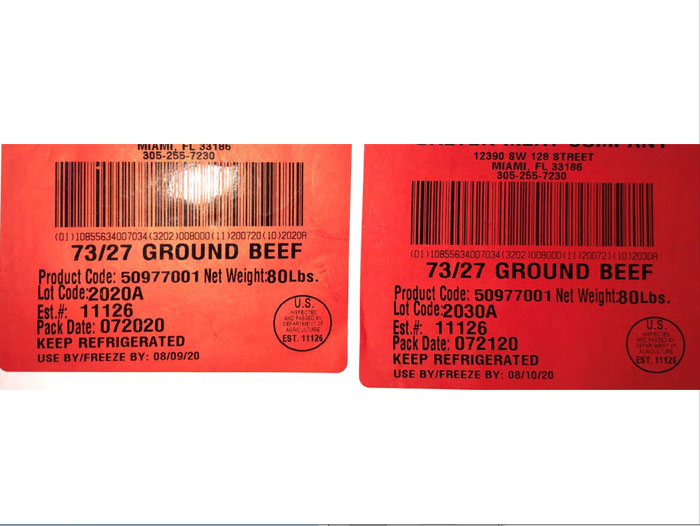 MIAMI, FL 33186
305-255-7230
(01)10855634007034(3202)008000(11)200720(10)2020A
73/27 GROUND BEEF
Product Code: 50977001 Net Weight:80Lbs.
Lot Code:2020A
Est.#: 11126
Pack Date: 072020
KEEP REFRIGERATED
USE BY/FREEZE BY: 08/09/20
U.S.
INSPECTED
AND PASSED BY
DEPARTMENT OF
AGRICULTURE
EST. 11126
MEAT COMPANY
12390 SW 128 STREET
MIAMI, FL 33186
305-255-7230
(01)10855634007034(3202)008000(11)200721(10)2030A
73/27 GROUND BEEF
Product Code: 50977001 Net Weight:80Lbs.
Lot Code:2030A
Est.#: 11126
Pack Date: 072120
KEEP REFRIGERATED
USE BY/FREEZE BY: 08/10/20
U.S.
INSPECTED
AND PASSED BY
DEPARTMENT OF
AGRICULTURE
EST. 11126